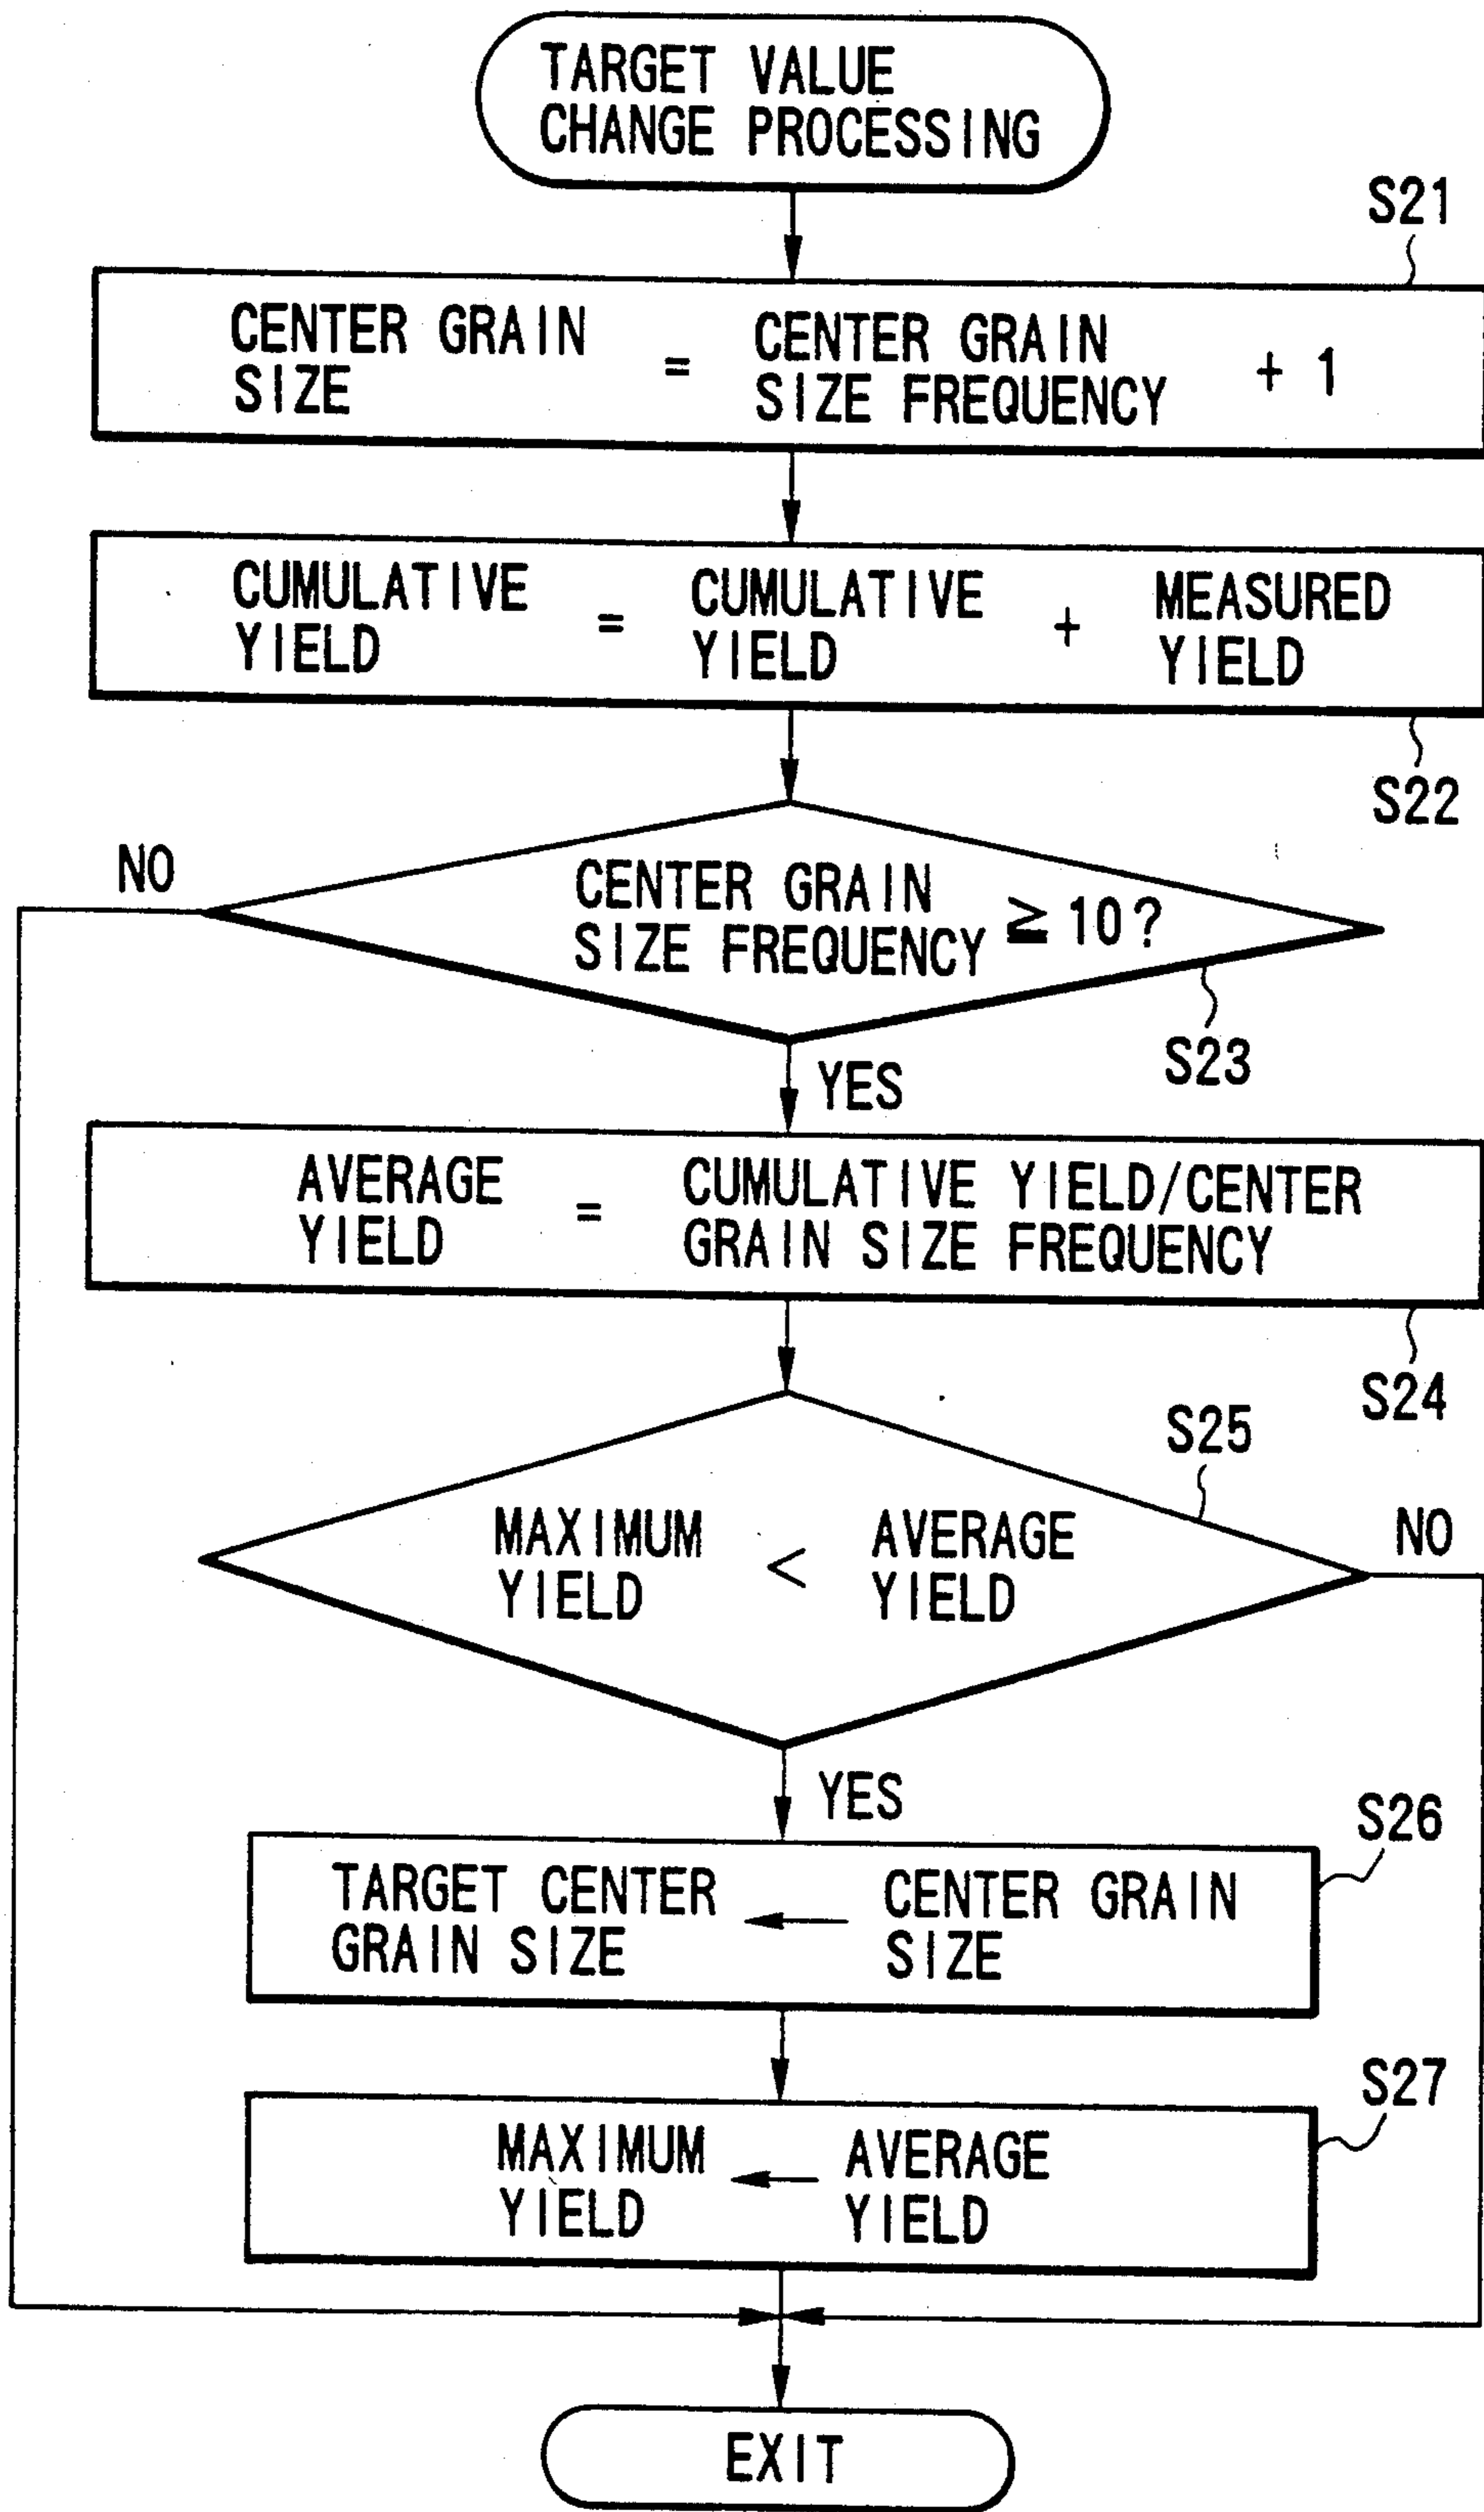 TARGET VALUE
CHANGE PROCESSING
S21
CENTER GRAIN
SIZE
=
CENTER GRAIN
SIZE FREQUENCY
+ 1
CUMULATIVE
YIELD
=
CUMULATIVE
YIELD
+
MEASURED
YIELD
S22
NO
CENTER GRAIN
SIZE FREQUENCY
≧ 10?
S23
YES
AVERAGE
YIELD
=
CUMULATIVE YIELD/CENTER
GRAIN SIZE FREQUENCY
S24
S25
MAXIMUM
YIELD
<
AVERAGE
YIELD
NO
YES
S26
TARGET CENTER
GRAIN SIZE
←
CENTER GRAIN
SIZE
S27
MAXIMUM
YIELD
←
AVERAGE
YIELD
EXIT